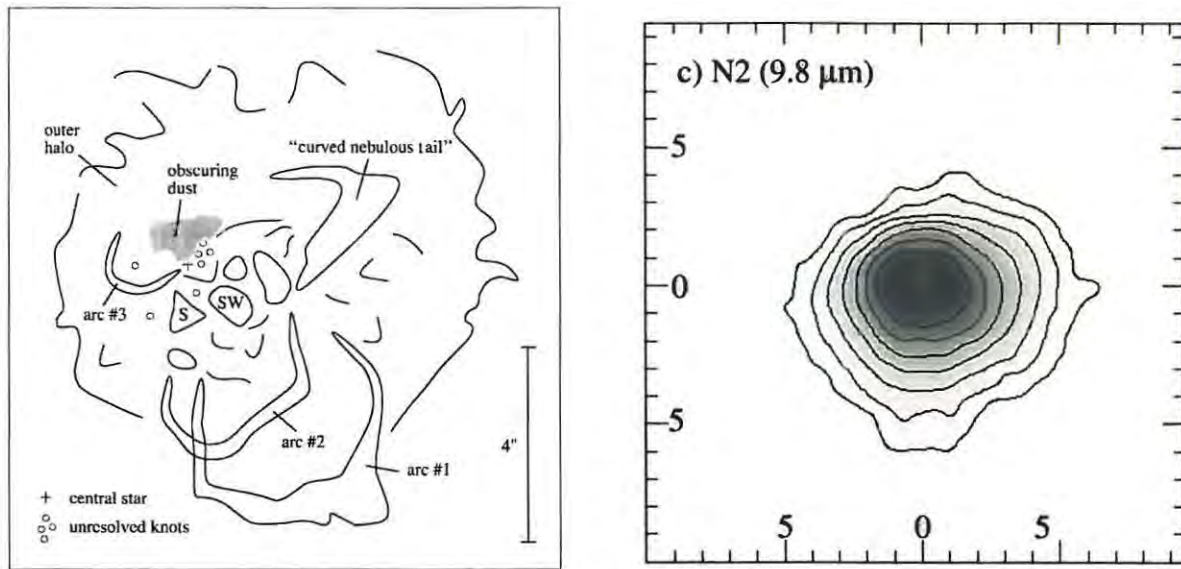 outer
halo
obscuring
dust
"curved nebulous tail"
arc #3
S
SW
arc #2
arc #1
4"
+ central star
unresolved knots
c) N2 (9.8 μm)
5
0
5
5
0
5